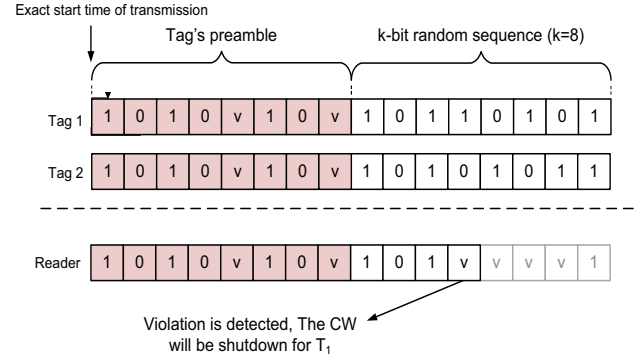 Exact start time of transmission
Tag's preamble k-bit random sequence (k=8)
Tag 1 1 0 1 0 v 1 0 v 1 0 1 1 0 1 0 1
Tag 2 1 0 1 0 v 1 0 v 1 0 1 0 1 0 1 1
Reader 1 0 1 0 v 1 0 v 1 0 1 v v v v 1
Violation is detected, The CW
will be shutdown for T1